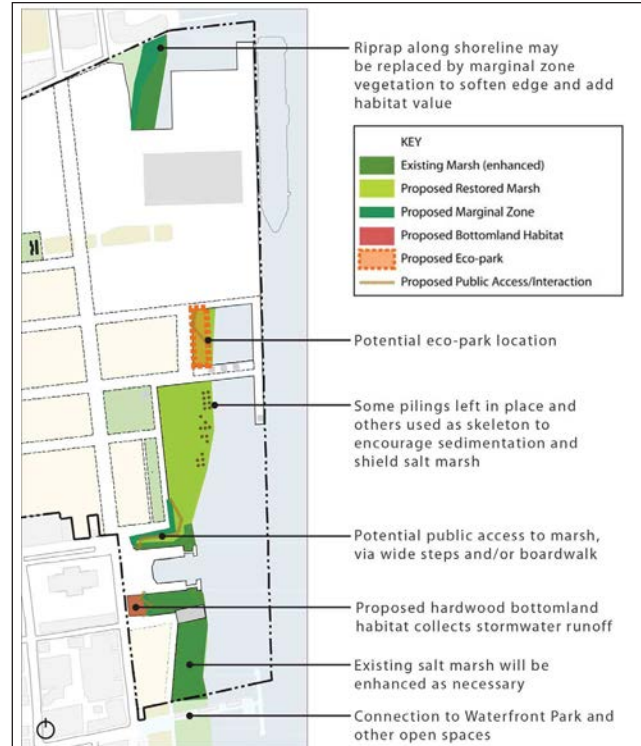 Riprap along shoreline may
be replaced by marginal zone
vegetation to soften edge and add
habitat value
KEY
Existing Marsh (enhanced)
Proposed Restored Marsh
Proposed Marginal Zone
Proposed Bottomland Habitat
Proposed Eco-park
Proposed Public Access/Interaction
Potential eco-park location
Some pilings left in place and
others used as skeleton to
encourage sedimentation and
shield salt marsh
Potential public access to marsh,
via wide steps and/or boardwalk
Proposed hardwood bottomland
habitat collects stormwater runoff
Existing salt marsh will be
enhanced as necessary
Connection to Waterfront Park and
other open spaces